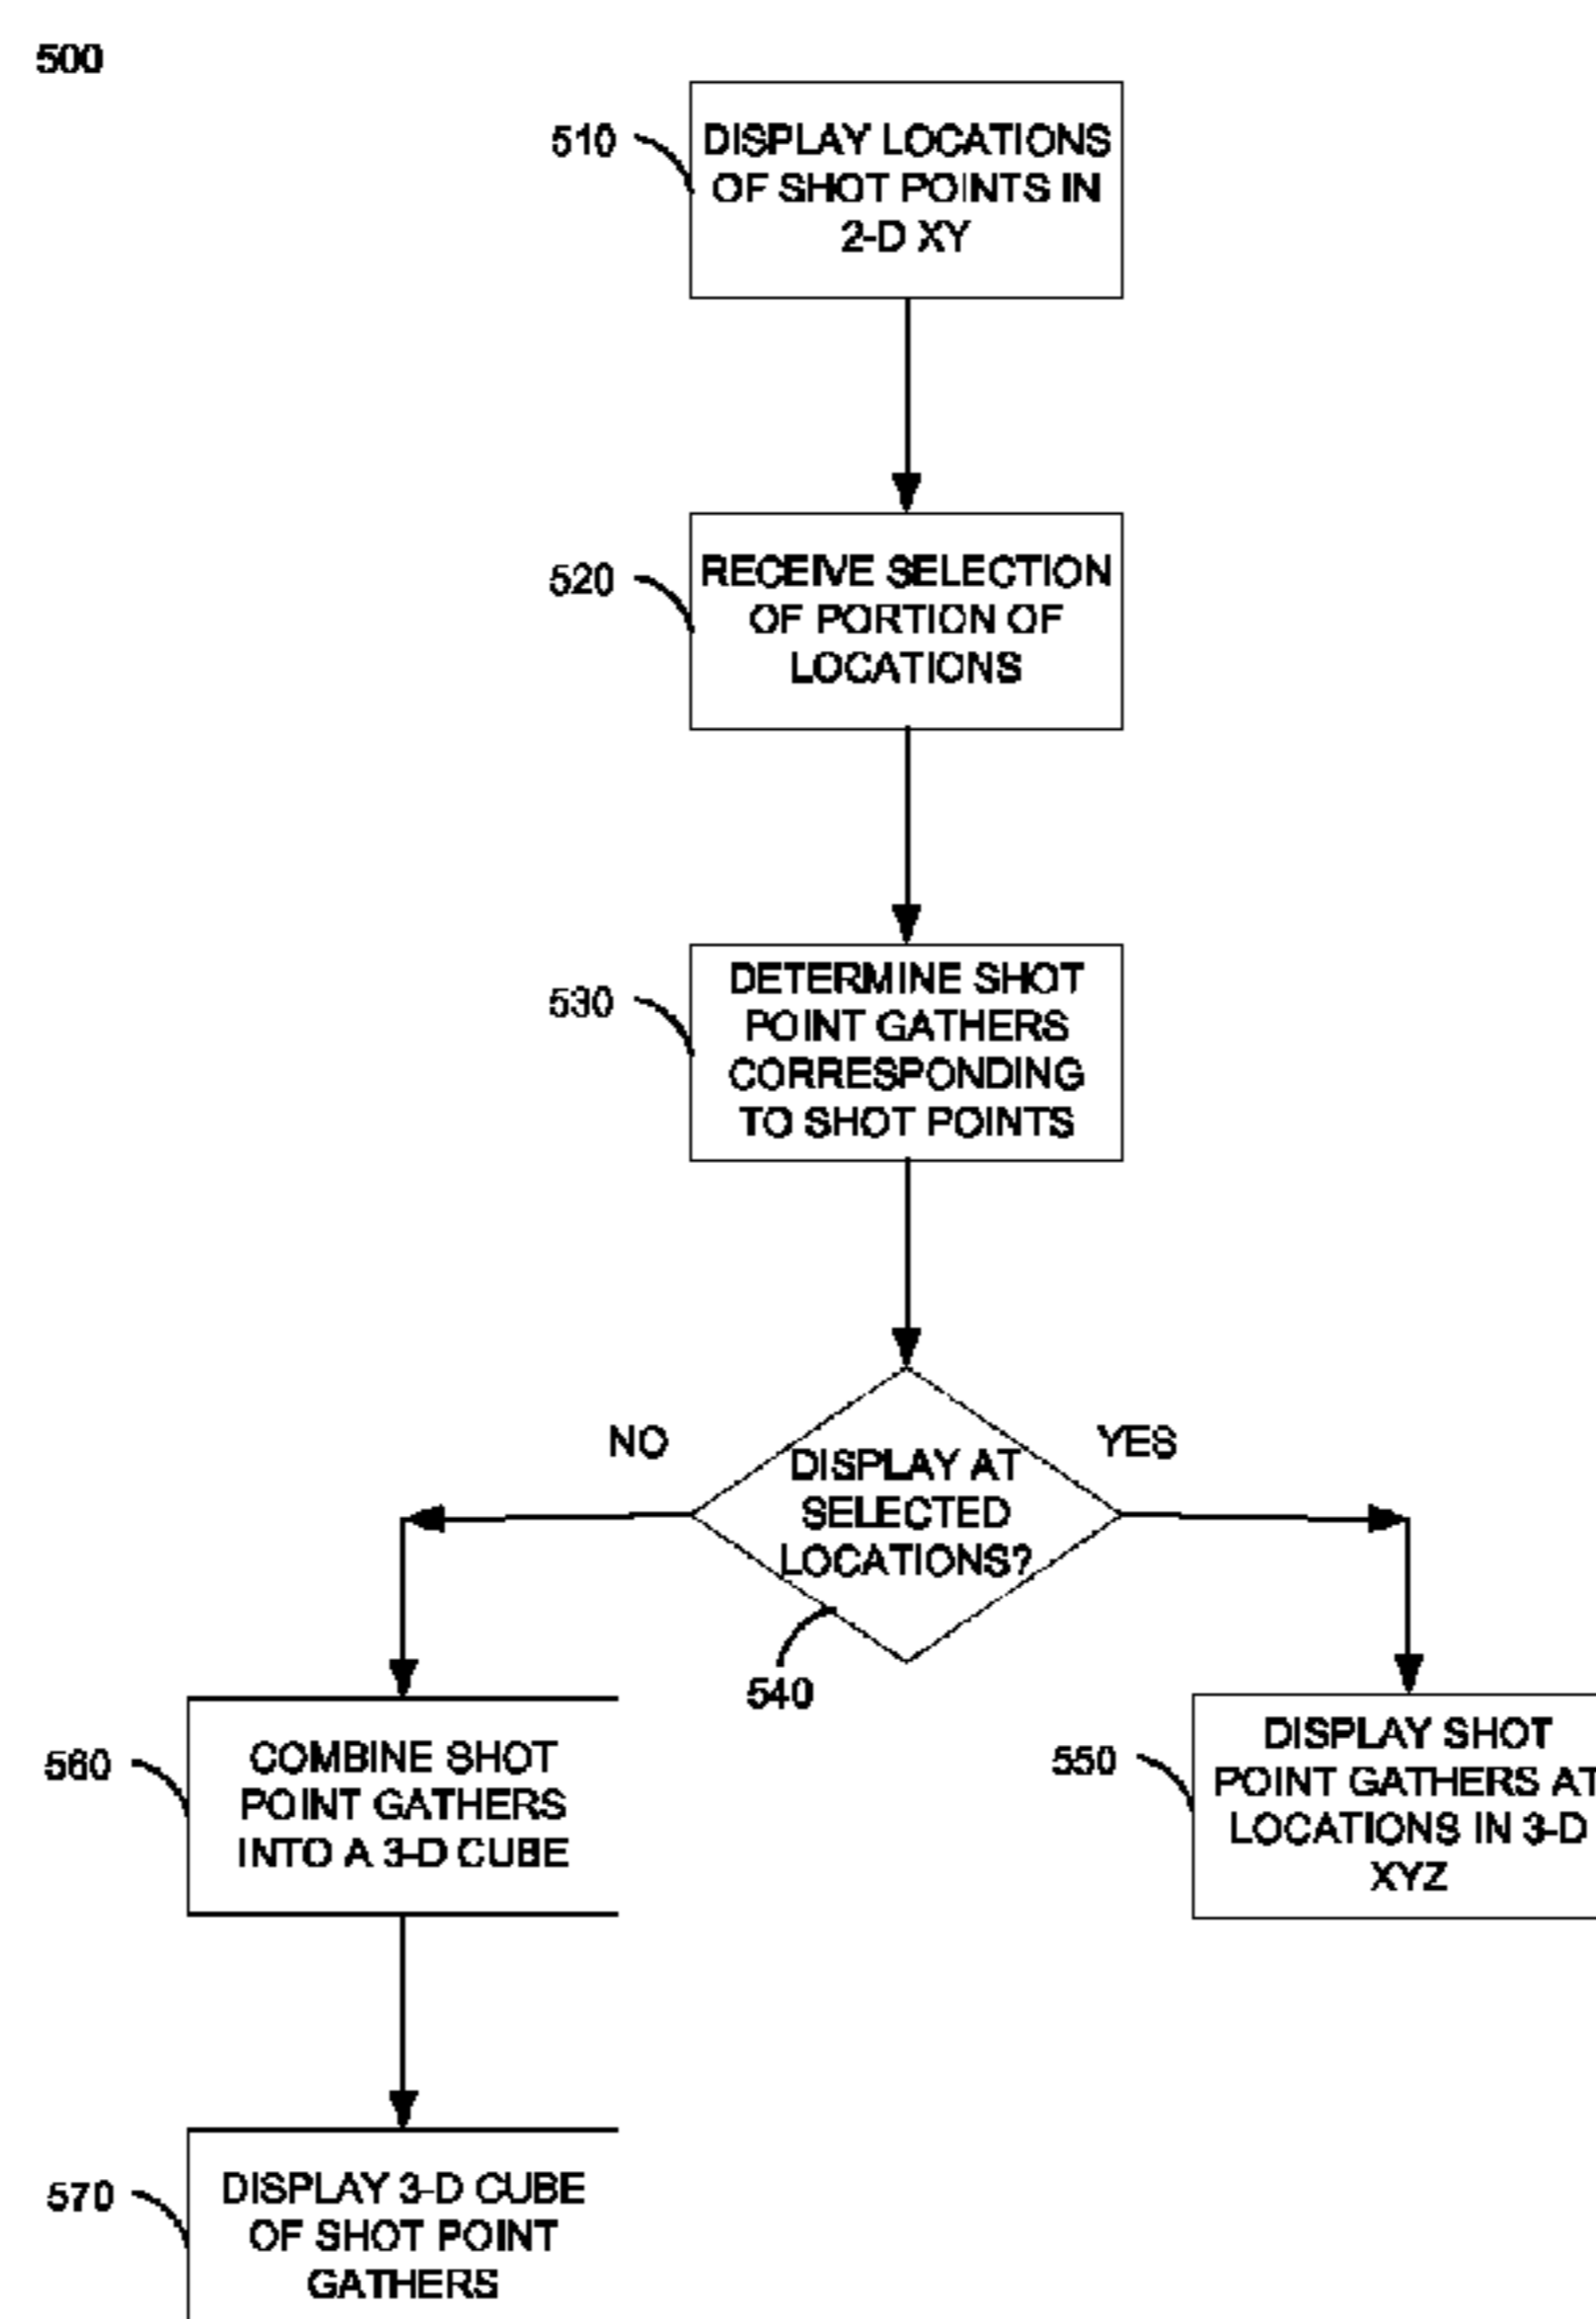 500
510
DISPLAY LOCATIONS
OF SHOT POINTS IN
2-D XY
520
RECEIVE SELECTION
OF PORTION OF
LOCATIONS
530
DETERMINE SHOT
POINT GATHERS
CORRESPONDING
TO SHOT POINTS
NO
YES
DISPLAY AT
SELECTED
LOCATIONS?
540
560
COMBINE SHOT
POINT GATHERS
INTO A 3-D CUBE
550
DISPLAY SHOT
POINT GATHERS AT
LOCATIONS IN 3-D
XYZ
570
DISPLAY 3-D CUBE
OF SHOT POINT
GATHERS